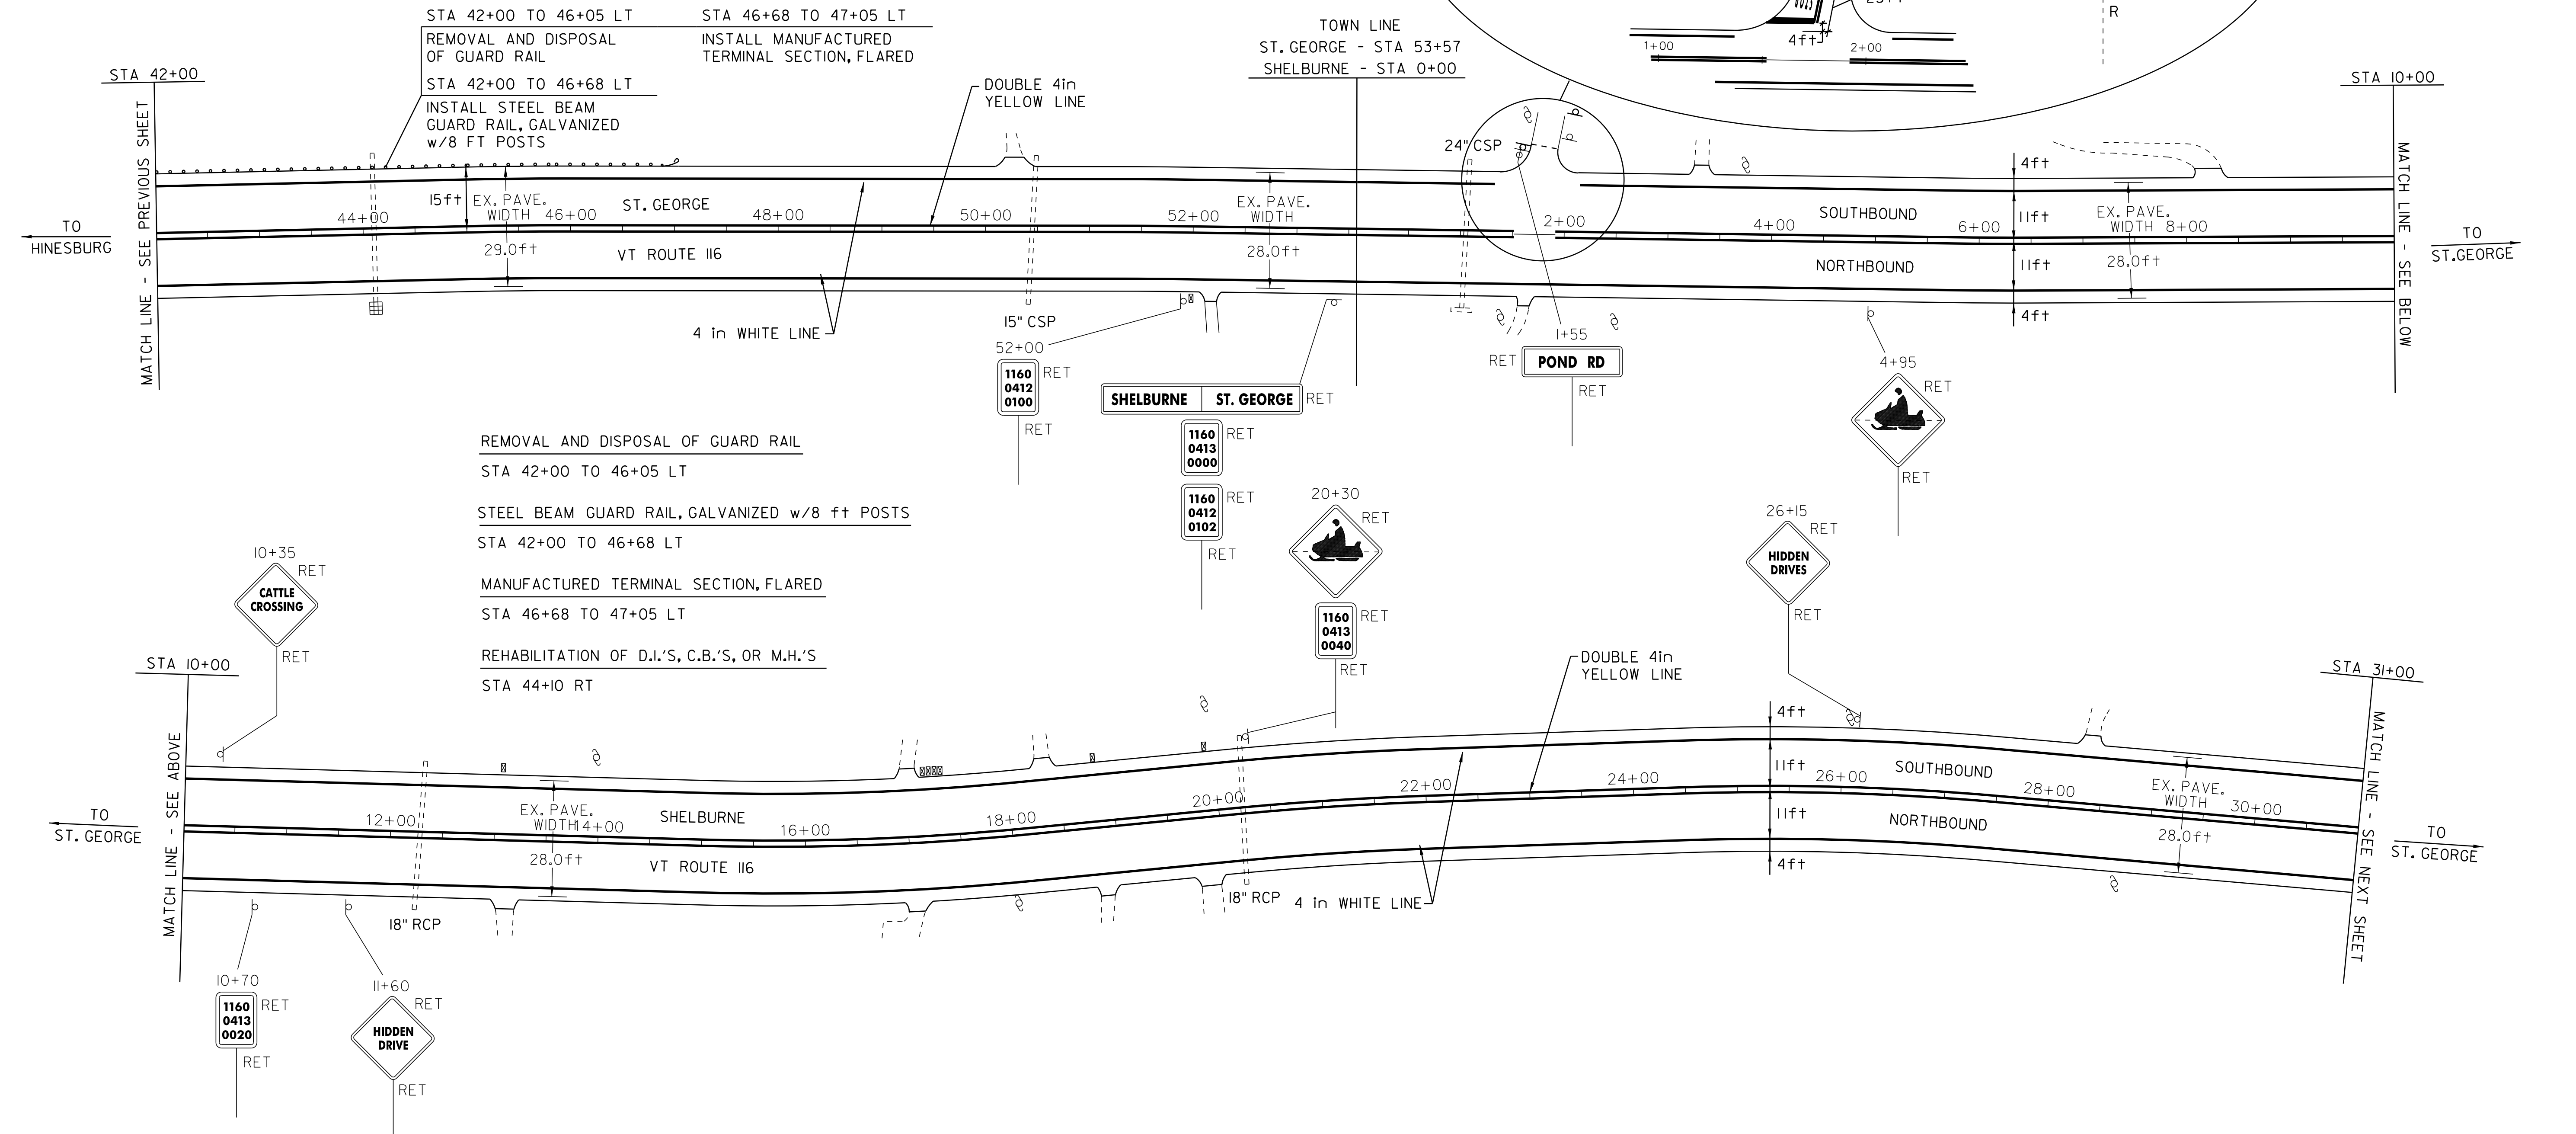 STA 42+00 TO 46+05 LT
REMOVAL AND DISPOSAL
OF GUARD RAIL
STA 42+00 TO 46+68 LT
INSTALL STEEL BEAM
GUARD RAIL, GALVANIZED
w/8 FT POSTS
STA 46+68 TO 47+05 LT
INSTALL MANUFACTURED
TERMINAL SECTION, FLARED
TOWN LINE
ST. GEORGE - STA 53+57
SHELBURNE - STA 0+00
4ft
1+00
2+00
R
STA 42+00
MATCH LINE - SEE PREVIOUS SHEET
DOUBLE 4in
YELLOW LINE
STA 10+00
MATCH LINE - SEE BELOW
24" CSP
4ft
15ft
EX. PAVE.
WIDTH
29.0ft
ST. GEORGE
EX. PAVE.
WIDTH
28.0ft
SOUTHBOUND
11ft
EX. PAVE.
WIDTH
28.0ft
44+00
46+00
48+00
50+00
52+00
2+00
4+00
6+00
8+00
TO
HINESBURG
TO
ST.GEORGE
VT ROUTE 116
NORTHBOUND
11ft
4ft
4 in WHITE LINE
15" CSP
52+00
1160
0412
0100
RET
RET
SHELBURNE
ST. GEORGE
RET
1160
0413
0000
RET
1160
0412
0102
RET
RET
1+55
RET
POND RD
RET
4+95
RET
RET
REMOVAL AND DISPOSAL OF GUARD RAIL
STA 42+00 TO 46+05 LT
STEEL BEAM GUARD RAIL, GALVANIZED w/8 ft POSTS
STA 42+00 TO 46+68 LT
MANUFACTURED TERMINAL SECTION, FLARED
STA 46+68 TO 47+05 LT
REHABILITATION OF D.I.'S, C.B.'S, OR M.H.'S
STA 44+10 RT
10+35
CATTLE
CROSSING
RET
RET
20+30
RET
1160
0413
0040
RET
RET
26+15
HIDDEN
DRIVES
RET
RET
STA 10+00
MATCH LINE - SEE ABOVE
DOUBLE 4in
YELLOW LINE
STA 31+00
MATCH LINE - SEE NEXT SHEET
4ft
11ft
SOUTHBOUND
EX. PAVE.
WIDTH
28.0ft
SHELBURNE
EX. PAVE.
WIDTH
28.0ft
12+00
14+00
16+00
18+00
20+00
22+00
24+00
26+00
28+00
30+00
TO
ST. GEORGE
TO
ST. GEORGE
VT ROUTE 116
NORTHBOUND
11ft
4ft
18" RCP
18" RCP
4 in WHITE LINE
10+70
1160
0413
0020
RET
RET
11+60
HIDDEN
DRIVE
RET
RET